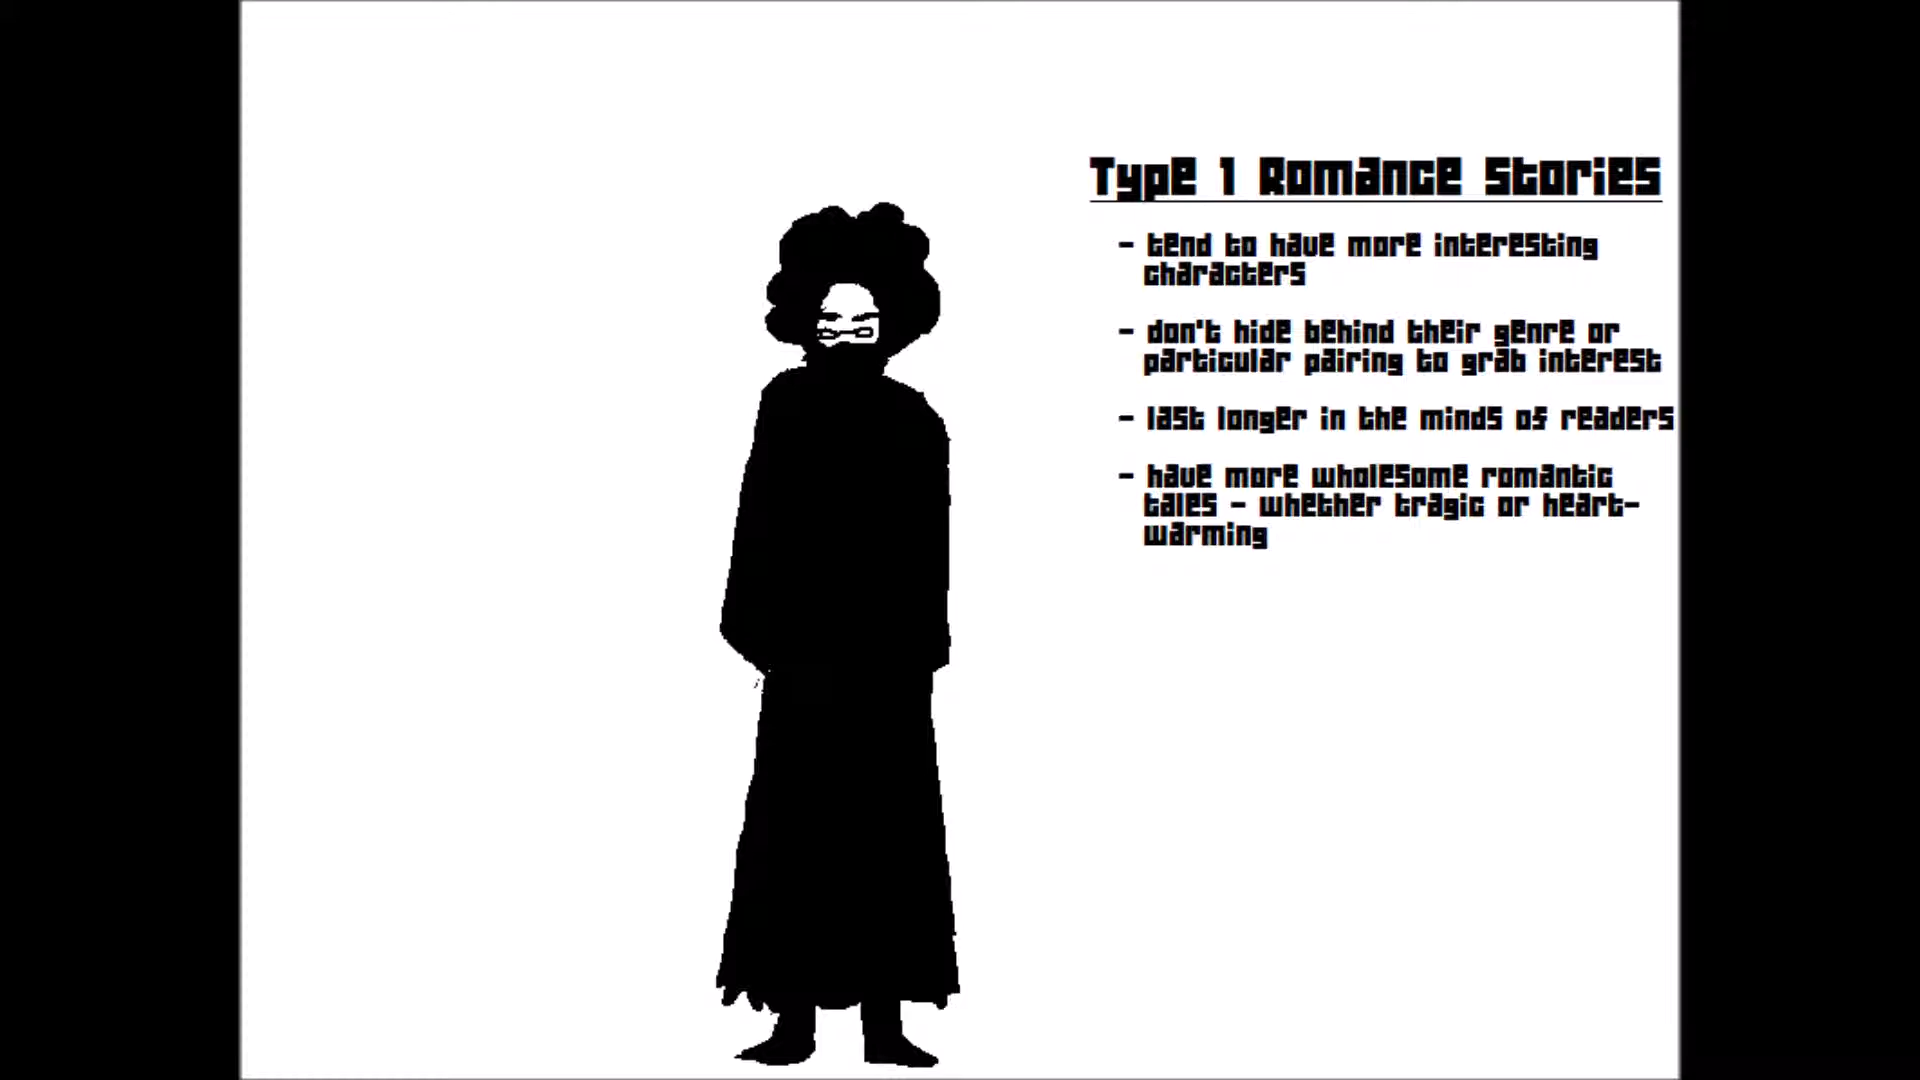 Type 1 Romance Stories
- tend to have more interesting
characters
- don't hide behind their genre or
particular pairing to grab interest
- last longer in the minds of readers
- have more wholesome romantic
tales - whether tragic or heart-
warming